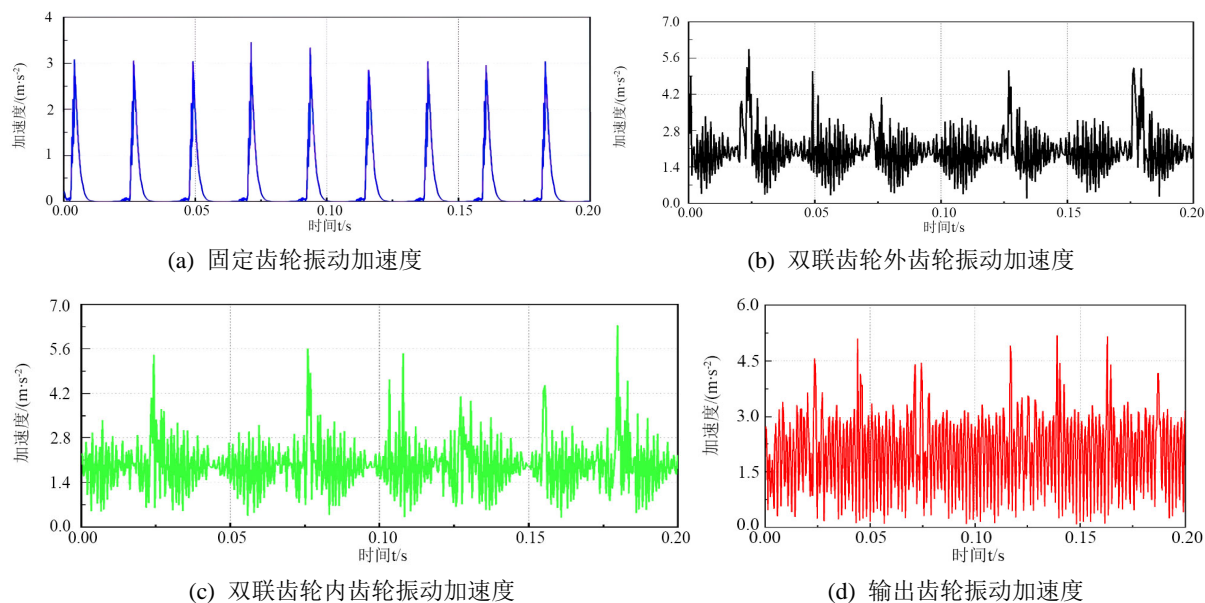 4
3
2
1
0
加速度/(m·s⁻²)
0.00 0.05 0.10 0.15 0.20
时间t/s
(a) 固定齿轮振动加速度
7.0
5.6
4.2
2.8
1.4
0.0
加速度/(m·s⁻²)
0.00 0.05 0.10 0.15 0.20
时间t/s
(b) 双联齿轮外齿轮振动加速度
7.0
5.6
4.2
2.8
1.4
0.0
加速度/(m·s⁻²)
0.00 0.05 0.10 0.15 0.20
时间t/s
(c) 双联齿轮内齿轮振动加速度
6.0
4.5
3.0
1.5
0.0
加速度/(m·s⁻²)
0.00 0.05 0.10 0.15 0.20
时间t/s
(d) 输出齿轮振动加速度